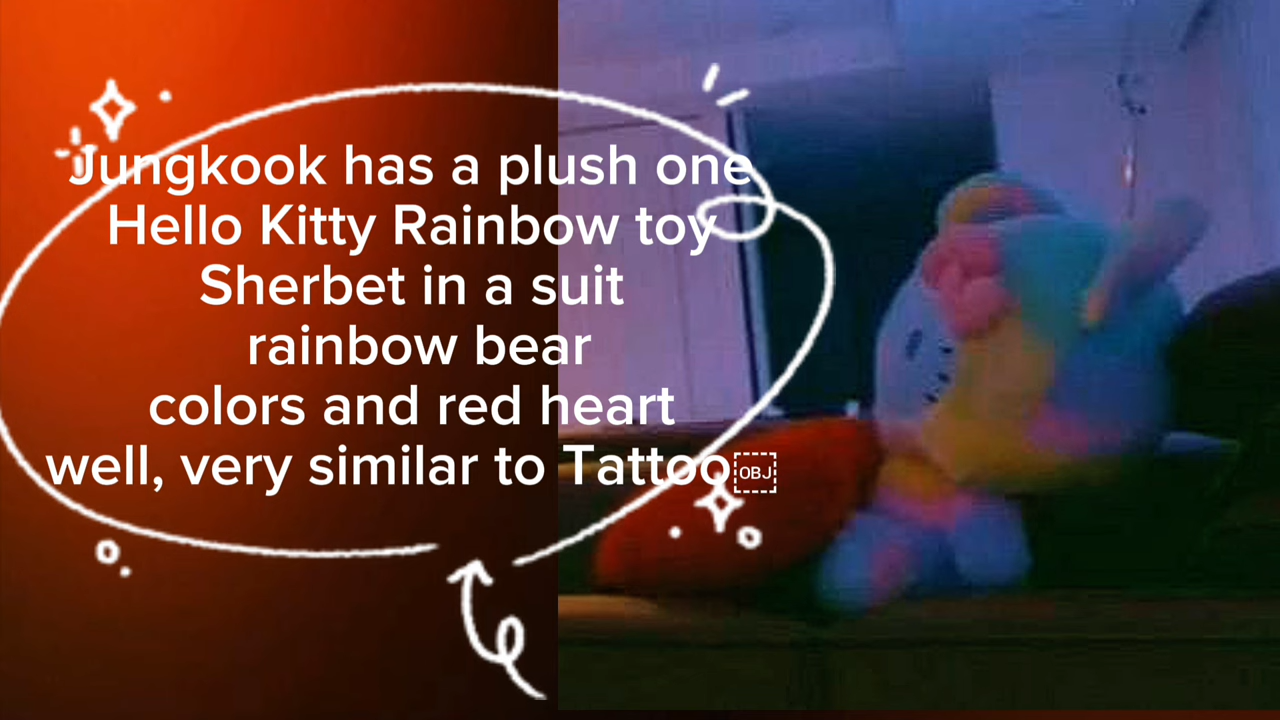 Jungkook has a plush one
Hello Kitty Rainbow toy
Sherbet in a suit
rainbow bear
colors and red heart
well, very similar to Tattoo￼